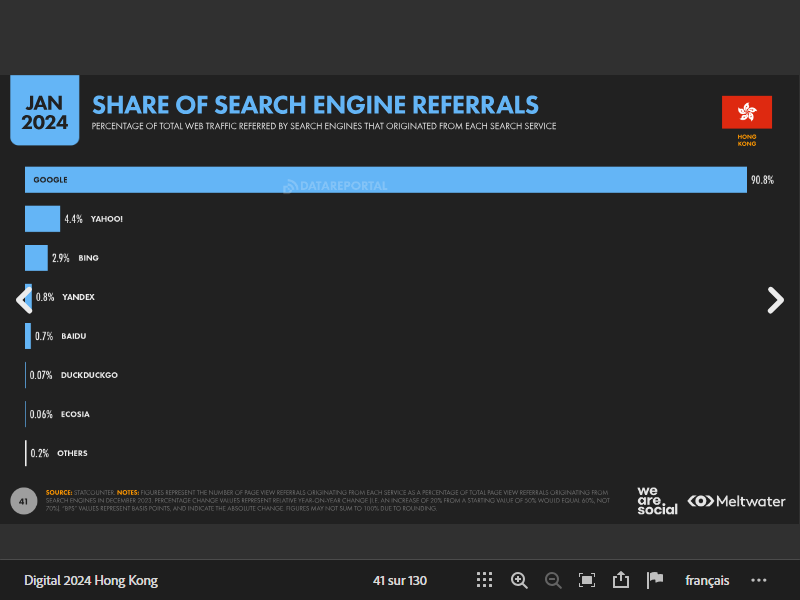 JAN
2024
SHARE OF SEARCH ENGINE REFERRALS
PERCENTAGE OF TOTAL WEB TRAFFIC REFERRED BY SEARCH ENGINES THAT ORIGINATED FROM EACH SEARCH SERVICE
HONG
KONG
GOOGLE
DATAREPORTAL
90.8%
4.4% YAHOO!
2.9% BING
0.8% YANDEX
0.7% BAIDU
0.07% DUCKDUCKGO
0.06% ECOSIA
0.2% OTHERS
41
SOURCE: STATCOUNTER. NOTES: FIGURES REPRESENT THE NUMBER OF PAGE VIEW REFERRALS ORIGINATING FROM EACH SERVICE AS A PERCENTAGE OF TOTAL PAGE VIEW REFERRALS ORIGINATING FROM
SEARCH ENGINES IN DECEMBER 2023. PERCENTAGE CHANGE VALUES REPRESENT RELATIVE YEAR-ON-YEAR CHANGE (I.E. AN INCREASE OF 20% FROM A STARTING VALUE OF 50% WOULD EQUAL 60%, NOT
70%). "BPS" VALUES REPRESENT BASIS POINTS, AND INDICATE THE ABSOLUTE CHANGE. FIGURES MAY NOT SUM TO 100% DUE TO ROUNDING.
we
are
social
Meltwater
Digital 2024 Hong Kong
41 sur 130
français